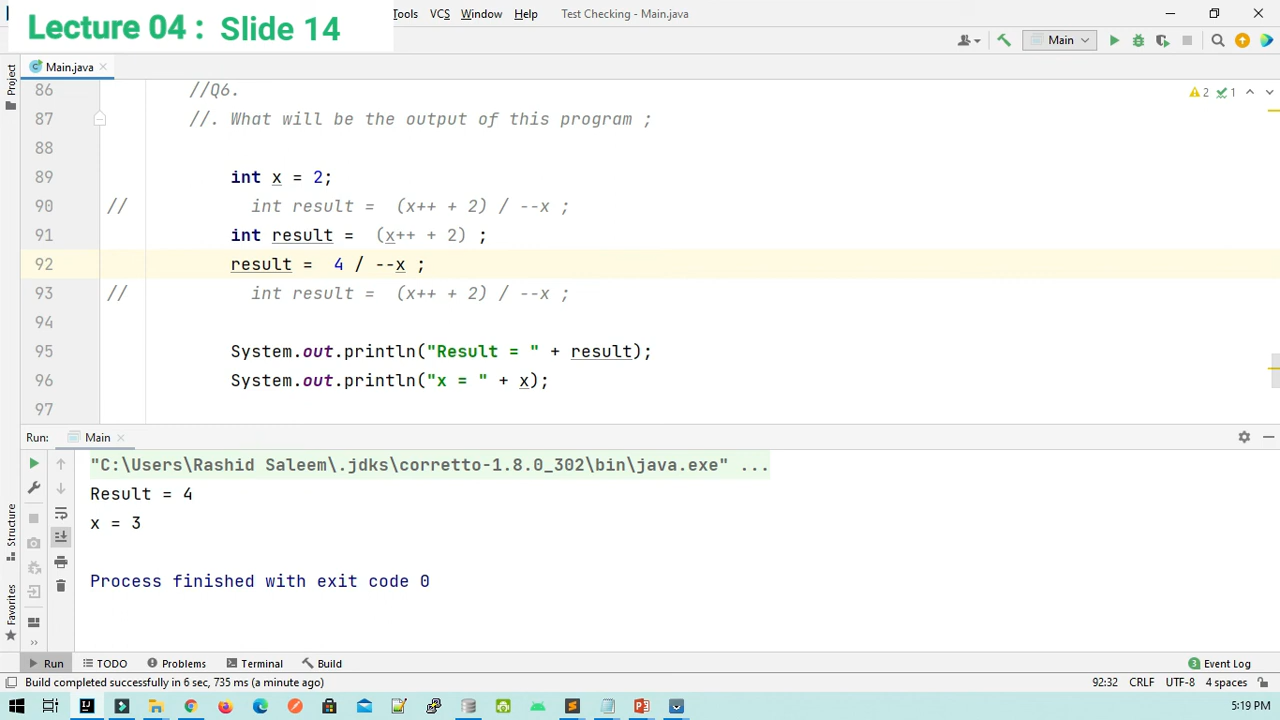 Lecture 04 : Slide 14
Tools VCS Window Help Test Checking - Main.java
Main
Main.java
Project
86 //Q6.
87 //. What will be the output of this program ;
88
89 int x = 2;
90 // int result = (x++ + 2) / --x ;
91 int result = (x++ + 2) ;
92 result = 4 / --x ;
93 // int result = (x++ + 2) / --x ;
94
95 System.out.println("Result = " + result);
96 System.out.println("x = " + x);
97
2 1
Run: Main
"C:\Users\Rashid Saleem\.jdks\corretto-1.8.0_302\bin\java.exe" ...
Result = 4
x = 3
Process finished with exit code 0
Structure
Favorites
Run TODO Problems Terminal Build 3 Event Log
Build completed successfully in 6 sec, 735 ms (a minute ago) 92:32 CRLF UTF-8 4 spaces
5:19 PM